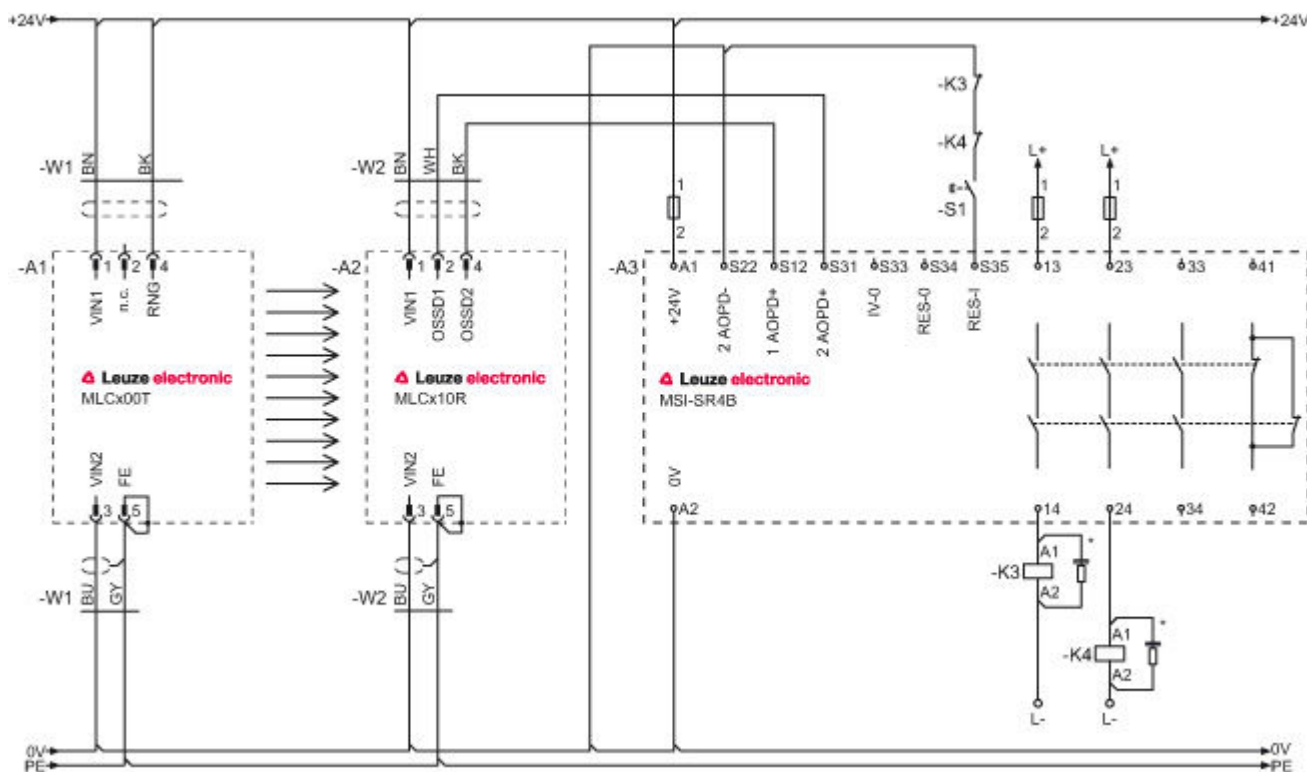 +24V +24V
-K3
-K4 L+ L+
-W1 BN BK -W2 BN WH BK
1 1 1
-S1
2 2 2
-A1 1 2 4 -A2 1 2 4 -A3 A1 S22 S12 S31 S33 S34 S35 13 23 33 41
VIN1 n.c. RNG VIN1 OSSD1 OSSD2 +24V 2 AOPD- 1 AOPD+ 2 AOPD+ IV-0 RES-0 RES-I
Leuze electronic Leuze electronic Leuze electronic
MLCx00T MLCx10R MSI-SR4B
VIN2 FE VIN2 FE 0V
3 5 3 5 A2 14 24 34 42
A1 *
-K3
A2
-W1 BU GY -W2 BU GY
A1 *
-K4
A2
L- L-
0V 0V
PE PE